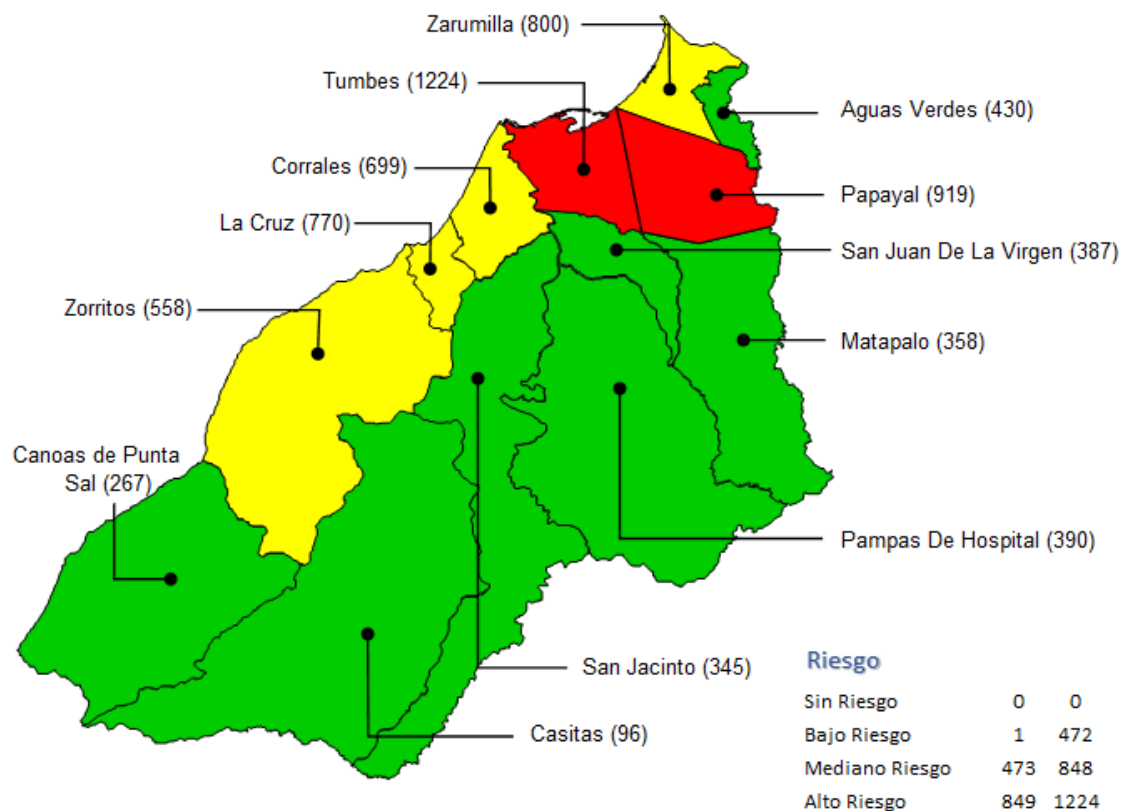 Zarumilla (800)
Tumbes (1224)
Aguas Verdes (430)
Corrales (699)
Papayal (919)
La Cruz (770)
San Juan De La Virgen (387)
Zorritos (558)
Matapalo (358)
Canoas de Punta
Sal (267)
Pampas De Hospital (390)
San Jacinto (345)
Casitas (96)
Riesgo
Sin Riesgo 0 0
Bajo Riesgo 1 472
Mediano Riesgo 473 848
Alto Riesgo 849 1224